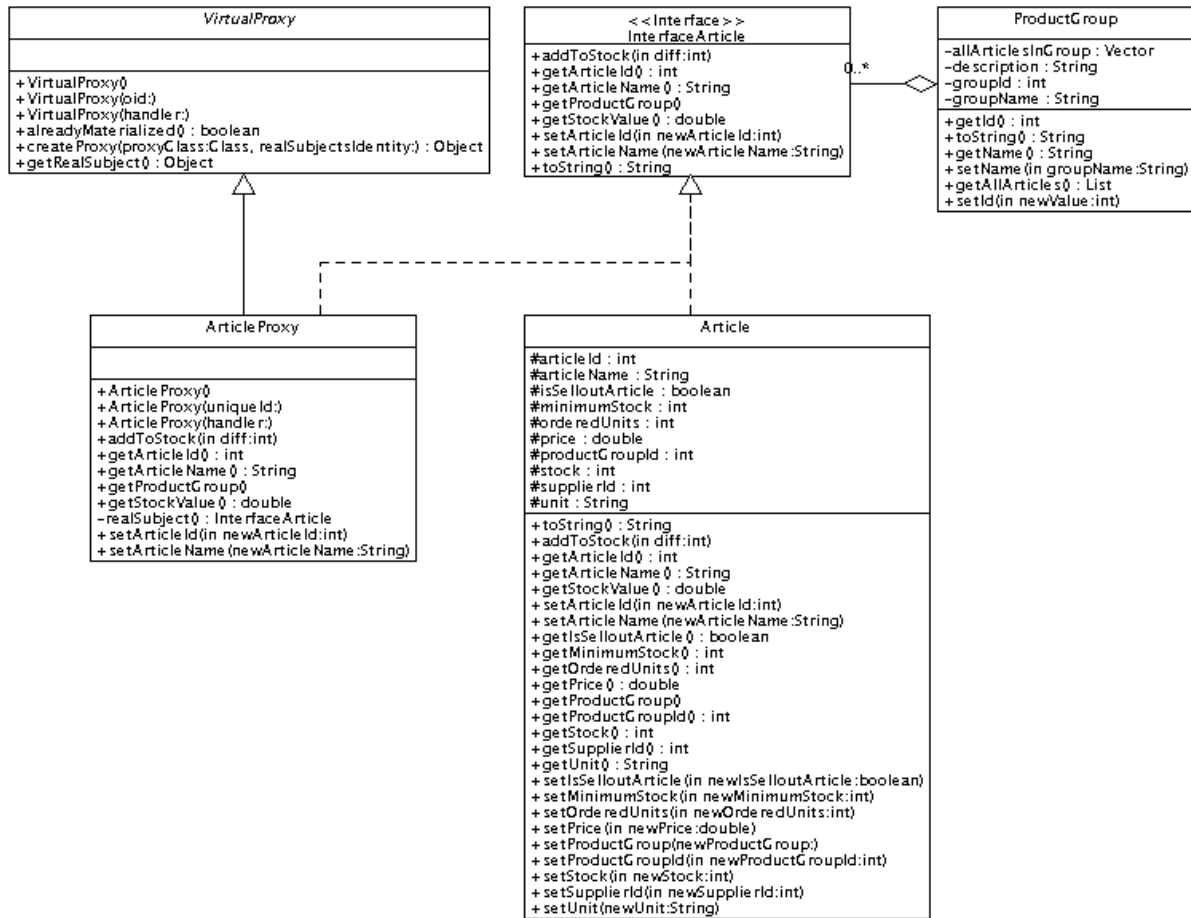 VirtualProxy
+VirtualProxy()
+VirtualProxy(oid:)
+VirtualProxy(handler:)
+alreadyMaterialized() : boolean
+createProxy(proxyClass:Class, realSubjectsIdentity:) : Object
+getRealSubject() : Object
<<Interface>>
InterfaceArticle
+addToStock(in diff:int)
+getArticleId() : int
+getArticleName() : String
+getProductGroup()
+getStockValue() : double
+setArticleId(in newArticleId:int)
+setArticleName(newArticleName:String)
+toString() : String
0..*
ProductGroup
-allArticlesInGroup : Vector
-description : String
-groupId : int
-groupName : String
+getId() : int
+toString() : String
+getName() : String
+setName(in groupName:String)
+getAllArticles() : List
+setId(in newValue:int)
ArticleProxy
+ArticleProxy()
+ArticleProxy(uniqueId:)
+ArticleProxy(handler:)
+addToStock(in diff:int)
+getArticleId() : int
+getArticleName() : String
+getProductGroup()
+getStockValue() : double
-realSubject() : InterfaceArticle
+setArticleId(in newArticleId:int)
+setArticleName(newArticleName:String)
Article
#articleId : int
#articleName : String
#isSelloutArticle : boolean
#minimumStock : int
#orderedUnits : int
#price : double
#productGroupId : int
#stock : int
#supplierId : int
#unit : String
+toString() : String
+addToStock(in diff:int)
+getArticleId() : int
+getArticleName() : String
+getStockValue() : double
+setArticleId(in newArticleId:int)
+setArticleName(newArticleName:String)
+getIsSelloutArticle() : boolean
+getMinimumStock() : int
+getOrderedUnits() : int
+getPrice() : double
+getProductGroup()
+getProductGroupId() : int
+getStock() : int
+getSupplierId() : int
+getUnit() : String
+setIsSelloutArticle(in newIsSelloutArticle:boolean)
+setMinimumStock(in newMinimumStock:int)
+setOrderedUnits(in newOrderedUnits:int)
+setPrice(in newPrice:double)
+setProductGroup(newProductGroup:)
+setProductGroupId(in newProductGroupId:int)
+setStock(in newStock:int)
+setSupplierId(in newSupplierId:int)
+setUnit(newUnit:String)